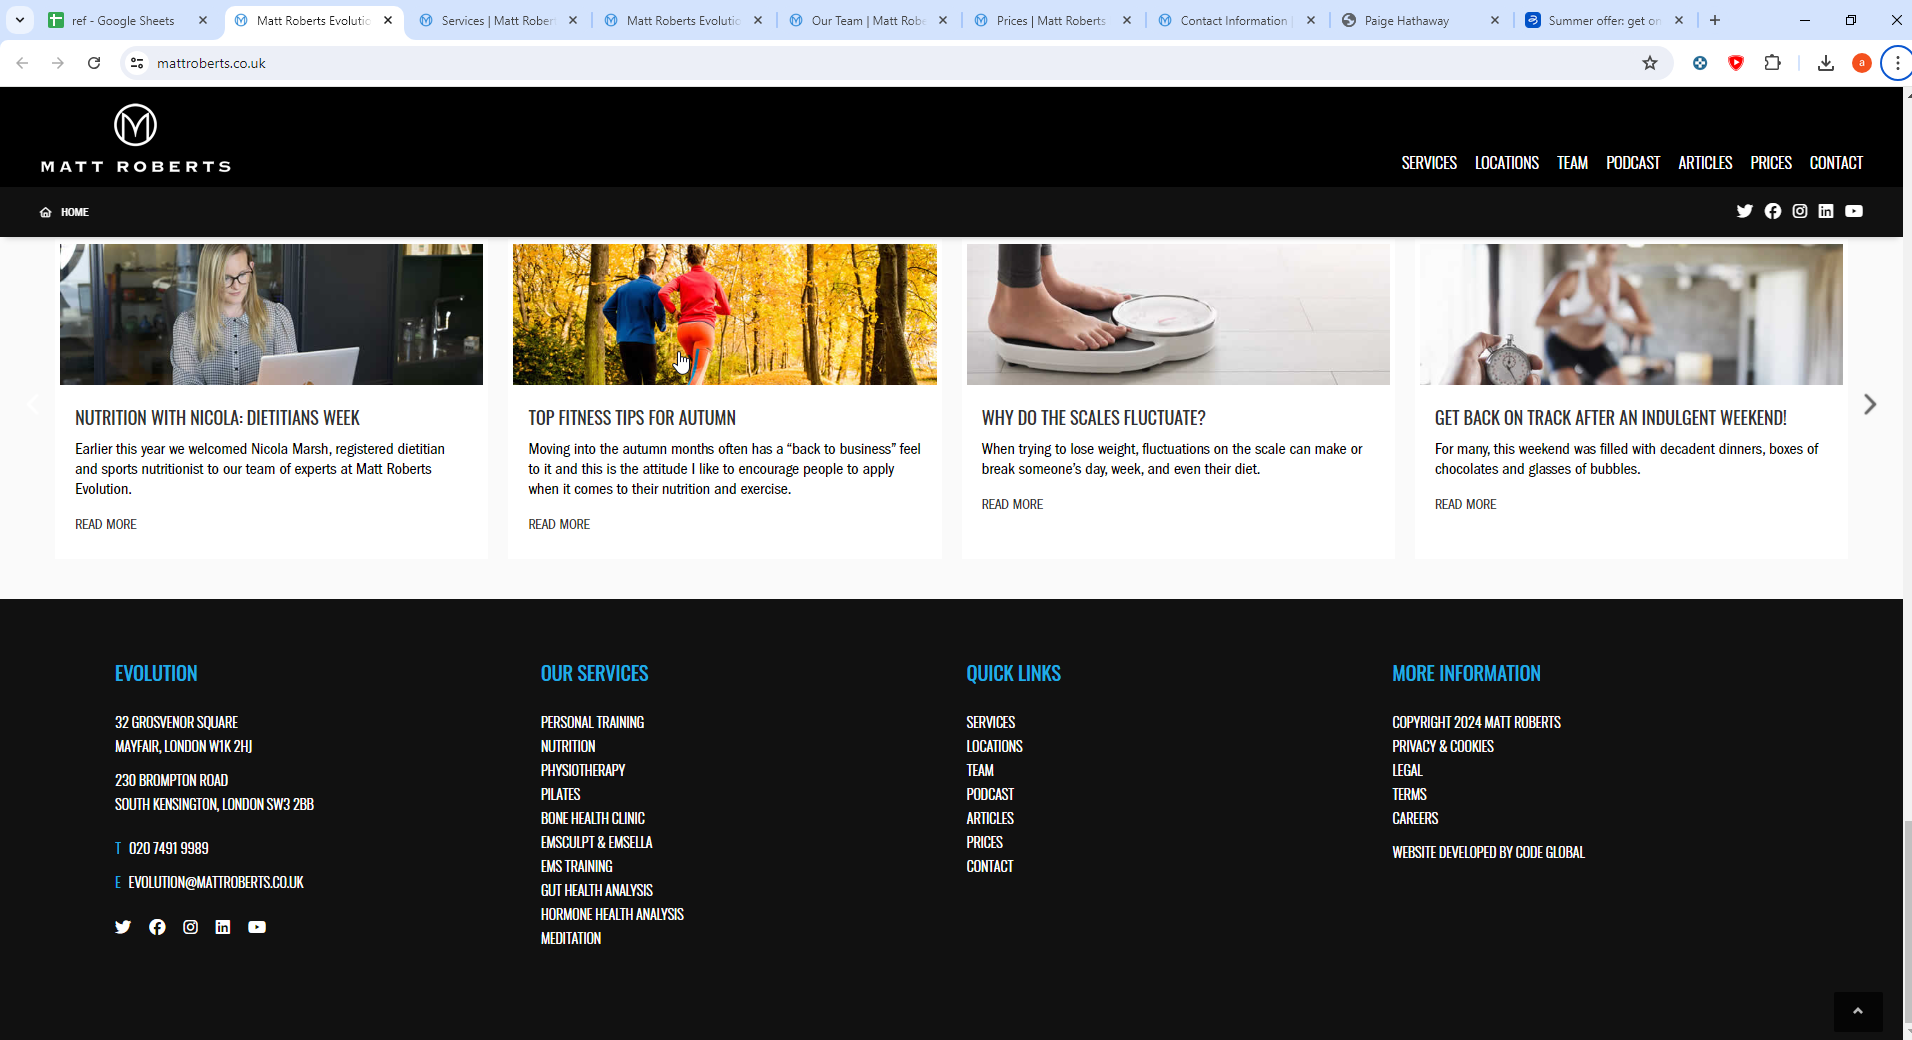 ref - Google Sheets
Matt Roberts Evolutio
Services | Matt Rober
Matt Roberts Evolutio
Our Team | Matt Robe
Prices | Matt Roberts
Contact Information |
Paige Hathaway
Summer offer: get on
mattroberts.co.uk
a
MATT ROBERTS
SERVICES LOCATIONS TEAM PODCAST ARTICLES PRICES CONTACT
HOME
NUTRITION WITH NICOLA: DIETITIANS WEEK
Earlier this year we welcomed Nicola Marsh, registered dietitian
and sports nutritionist to our team of experts at Matt Roberts
Evolution.
READ MORE
TOP FITNESS TIPS FOR AUTUMN
Moving into the autumn months often has a “back to business” feel
to it and this is the attitude I like to encourage people to apply
when it comes to their nutrition and exercise.
READ MORE
WHY DO THE SCALES FLUCTUATE?
When trying to lose weight, fluctuations on the scale can make or
break someone’s day, week, and even their diet.
READ MORE
GET BACK ON TRACK AFTER AN INDULGENT WEEKEND!
For many, this weekend was filled with decadent dinners, boxes of
chocolates and glasses of bubbles.
READ MORE
EVOLUTION
32 GROSVENOR SQUARE
MAYFAIR, LONDON W1K 2HJ
230 BROMPTON ROAD
SOUTH KENSINGTON, LONDON SW3 2BB
T 020 7491 9989
E EVOLUTION@MATTROBERTS.CO.UK
OUR SERVICES
PERSONAL TRAINING
NUTRITION
PHYSIOTHERAPY
PILATES
BONE HEALTH CLINIC
EMSCULPT & EMSELLA
EMS TRAINING
GUT HEALTH ANALYSIS
HORMONE HEALTH ANALYSIS
MEDITATION
QUICK LINKS
SERVICES
LOCATIONS
TEAM
PODCAST
ARTICLES
PRICES
CONTACT
MORE INFORMATION
COPYRIGHT 2024 MATT ROBERTS
PRIVACY & COOKIES
LEGAL
TERMS
CAREERS
WEBSITE DEVELOPED BY CODE GLOBAL